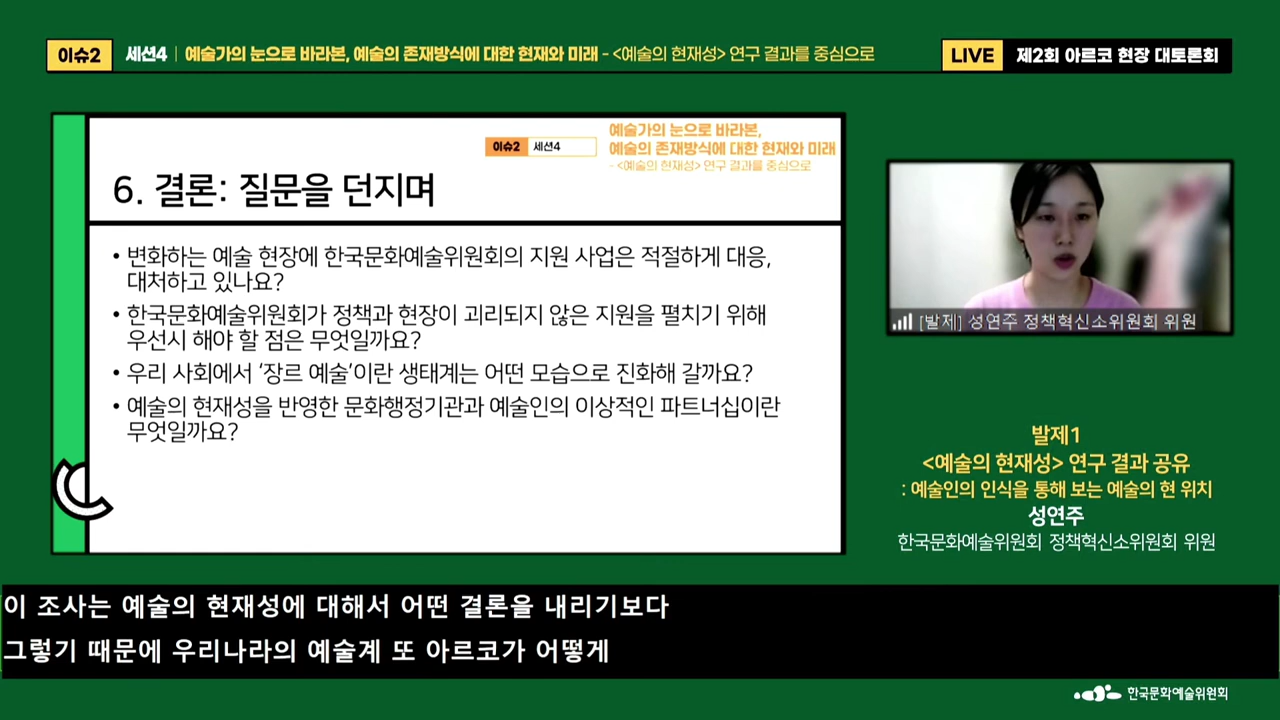 이슈2 세션4 | 예술가의 눈으로 바라본, 예술의 존재방식에 대한 현재와 미래 - <예술의 현재성> 연구 결과를 중심으로
LIVE 제2회 아르코 현장 대토론회
이슈2 세션4
예술가의 눈으로 바라본,
예술의 존재방식에 대한 현재와 미래
- <예술의 현재성> 연구 결과를 중심으로
6. 결론: 질문을 던지며
• 변화하는 예술 현장에 한국문화예술위원회의 지원 사업은 적절하게 대응,
대처하고 있나요?
• 한국문화예술위원회가 정책과 현장이 괴리되지 않은 지원을 펼치기 위해
우선시 해야 할 점은 무엇일까요?
• 우리 사회에서 ‘장르 예술’이란 생태계는 어떤 모습으로 진화해 갈까요?
• 예술의 현재성을 반영한 문화행정기관과 예술인의 이상적인 파트너십이란
무엇일까요?
[발제] 성연주 정책혁신소위원회 위원
발제1
<예술의 현재성> 연구 결과 공유
: 예술인의 인식을 통해 보는 예술의 현 위치
성연주
한국문화예술위원회 정책혁신소위원회 위원
이 조사는 예술의 현재성에 대해서 어떤 결론을 내리기보다
그렇기 때문에 우리나라의 예술계 또 아르코가 어떻게
한국문화예술위원회